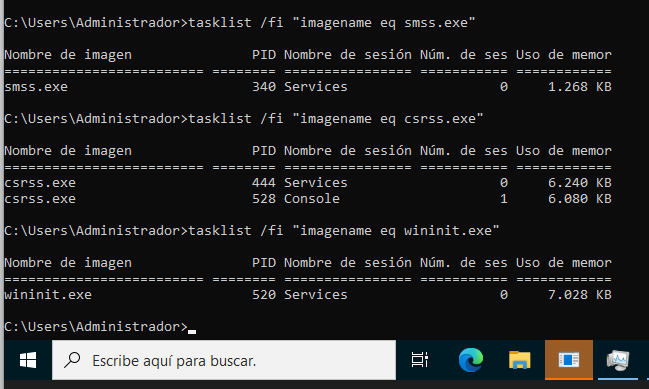 C:\Users\Administrador>tasklist /fi "imagename eq smss.exe"
Nombre de imagen                PID Nombre de sesión Núm. de ses Uso de memor
========================= ======== ================ =========== ============
smss.exe                        340 Services                   0     1.268 KB
C:\Users\Administrador>tasklist /fi "imagename eq csrss.exe"
Nombre de imagen                PID Nombre de sesión Núm. de ses Uso de memor
========================= ======== ================ =========== ============
csrss.exe                       444 Services                   0     6.240 KB
csrss.exe                       528 Console                    1     6.080 KB
C:\Users\Administrador>tasklist /fi "imagename eq wininit.exe"
Nombre de imagen                PID Nombre de sesión Núm. de ses Uso de memor
========================= ======== ================ =========== ============
wininit.exe                     520 Services                   0     7.028 KB
C:\Users\Administrador>_
Escribe aquí para buscar.